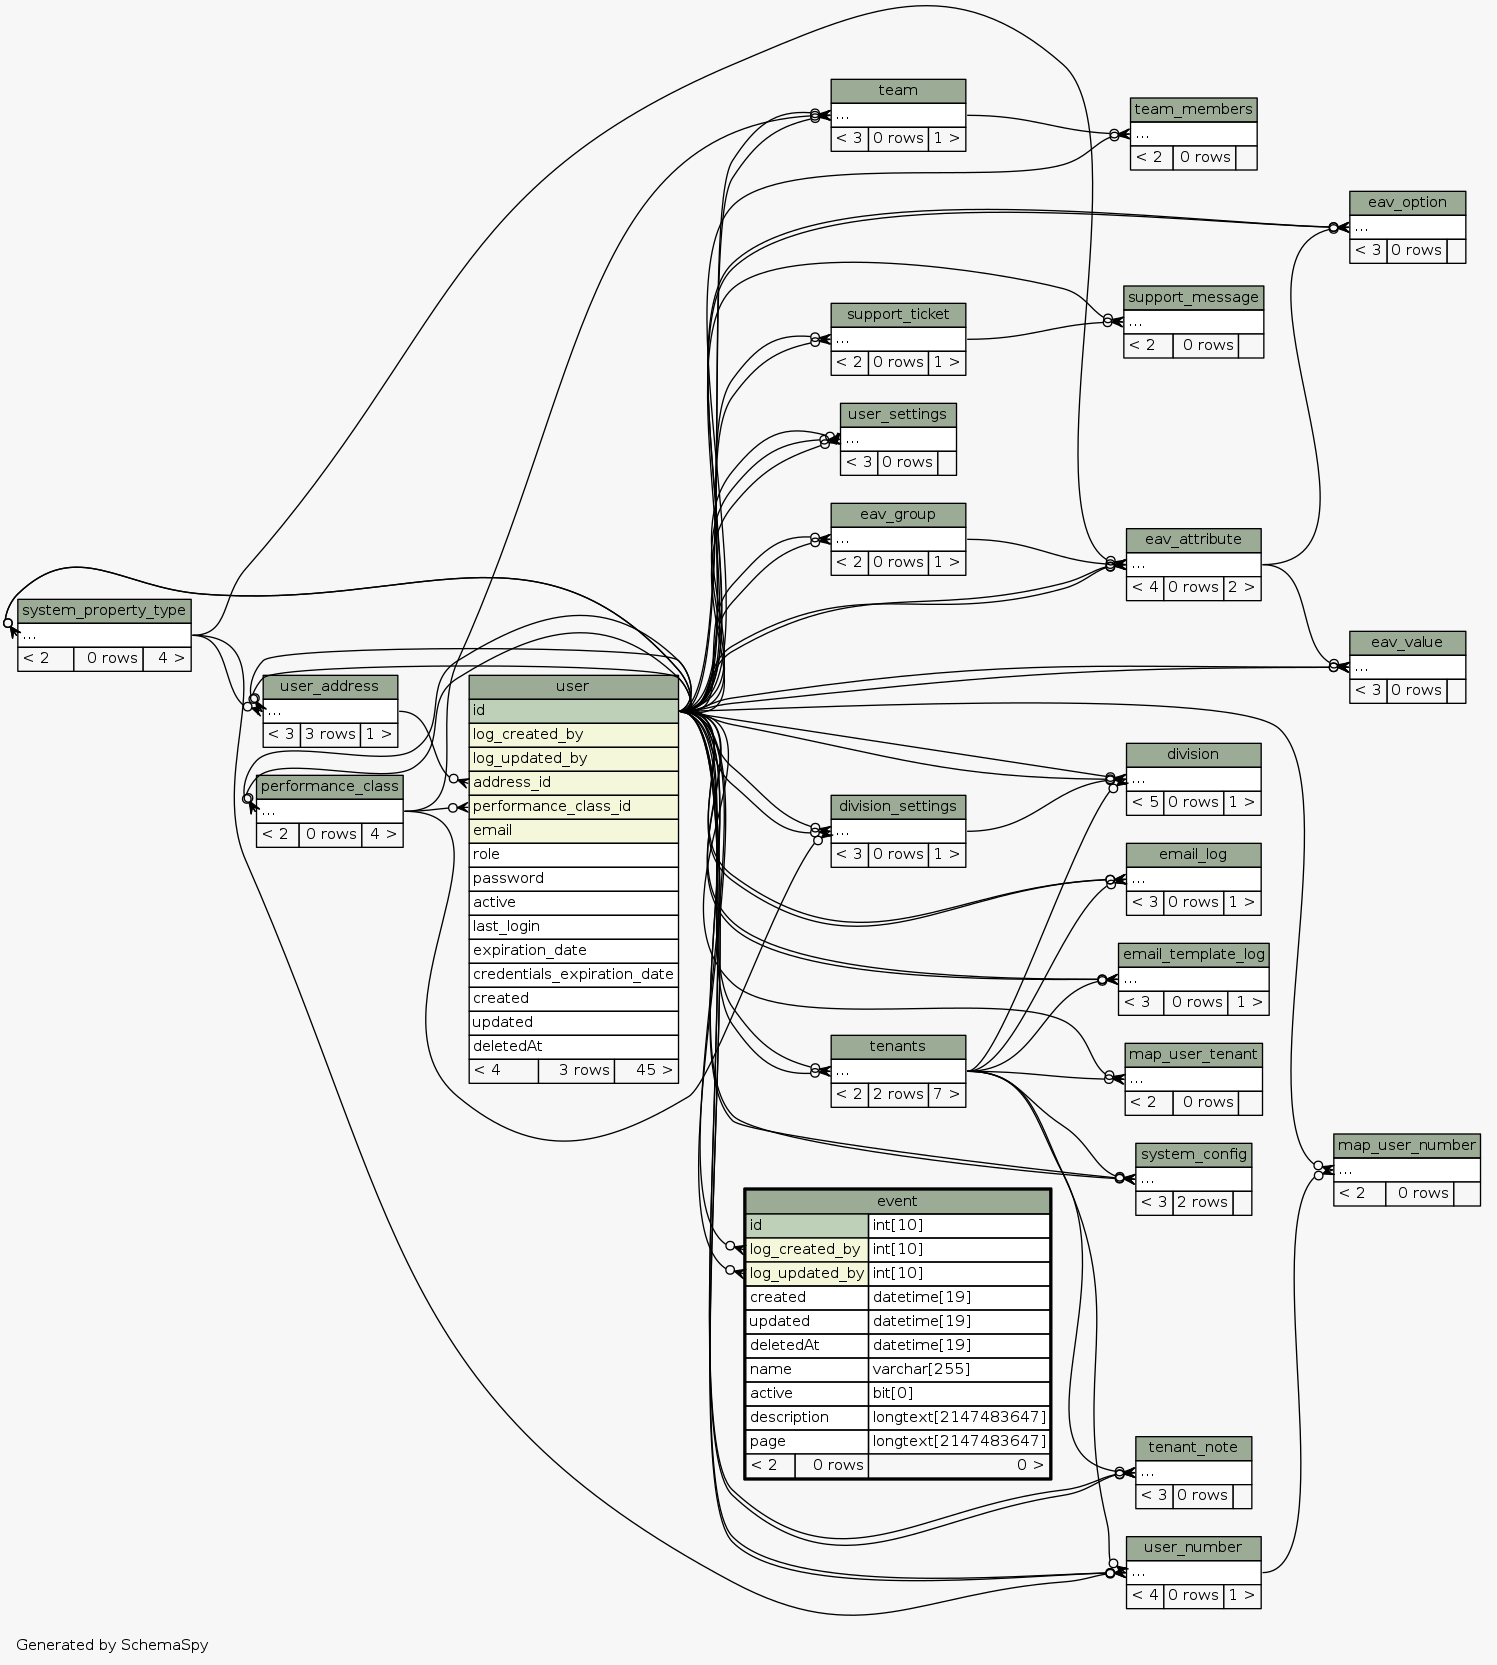 team
...
< 3 0 rows 1 >
team_members
...
< 2 0 rows
eav_option
...
< 3 0 rows
support_message
...
< 2 0 rows
support_ticket
...
< 2 0 rows 1 >
user_settings
...
< 3 0 rows
eav_group
...
< 2 0 rows 1 >
eav_attribute
...
< 4 0 rows 2 >
system_property_type
...
< 2 0 rows 4 >
eav_value
...
< 3 0 rows
user_address
...
< 3 3 rows 1 >
performance_class
...
< 2 0 rows 4 >
user
id
log_created_by
log_updated_by
address_id
performance_class_id
email
role
password
active
last_login
expiration_date
credentials_expiration_date
created
updated
deletedAt
< 4 3 rows 45 >
division
...
< 5 0 rows 1 >
division_settings
...
< 3 0 rows 1 >
email_log
...
< 3 0 rows 1 >
email_template_log
...
< 3 0 rows 1 >
tenants
...
< 2 2 rows 7 >
map_user_tenant
...
< 2 0 rows
system_config
...
< 3 2 rows
map_user_number
...
< 2 0 rows
event
id int[10]
log_created_by int[10]
log_updated_by int[10]
created datetime[19]
updated datetime[19]
deletedAt datetime[19]
name varchar[255]
active bit[0]
description longtext[2147483647]
page longtext[2147483647]
< 2 0 rows 0 >
tenant_note
...
< 3 0 rows
user_number
...
< 4 0 rows 1 >
Generated by SchemaSpy